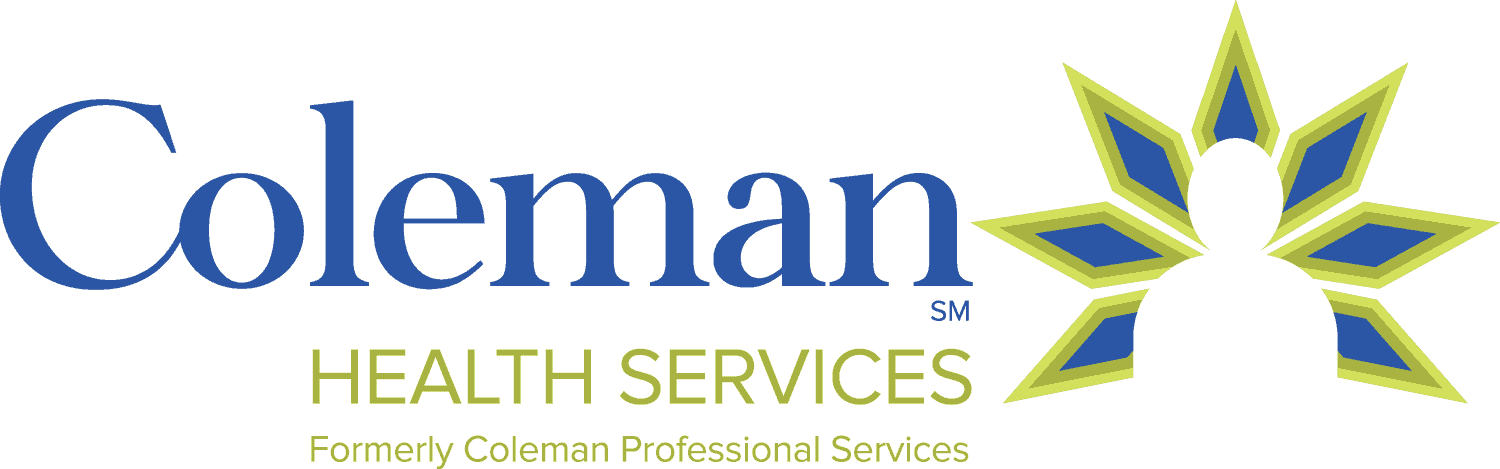 Coleman
SM
HEALTH SERVICES
Formerly Coleman Professional Services